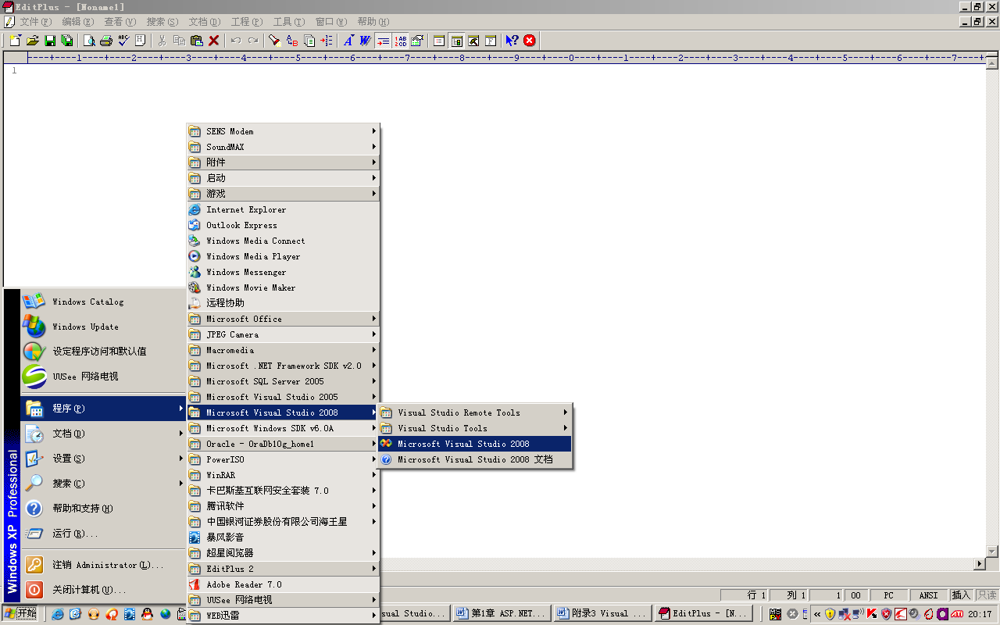 EditPlus - [Noname1]
文件(F) 编辑(E) 查看(V) 搜索(S) 文档(D) 工程(P) 工具(T) 窗口(W) 帮助(H)
1 2 3 4 5 6 7 8 9 0 1 2 3 4 5 6 7
1
SENS Modem
SoundMAX
附件
启动
游戏
Internet Explorer
Outlook Express
Windows Media Connect
Windows Media Player
Windows Messenger
Windows Movie Maker
远程协助
Microsoft Office
JPEG Camera
Macromedia
Microsoft .NET Framework SDK v2.0
Microsoft SQL Server 2005
Microsoft Visual Studio 2005
Microsoft Visual Studio 2008
Microsoft Windows SDK v6.0A
Oracle - OraDb10g_home1
PowerISO
WinRAR
卡巴斯基互联网安全套装 7.0
腾讯软件
中国银河证券股份有限公司海王星
暴风影音
超星阅览器
EditPlus 2
Adobe Reader 7.0
UUSee 网络电视
WEB迅雷
Visual Studio Remote Tools
Visual Studio Tools
Microsoft Visual Studio 2008
Microsoft Visual Studio 2008 文档
Windows Catalog
Windows Update
设定程序访问和默认值
UUSee 网络电视
程序(P)
文档(D)
设置(S)
搜索(C)
帮助和支持(H)
运行(R)...
注销 Administrator(L)...
关闭计算机(U)...
Windows XP Professional
行 1 列 1 1 00 PC ANSI 插入 只读
开始 sual Studio... 第1章 ASP.NET... 附录3 Visual ... EditPlus - [N... 20:17